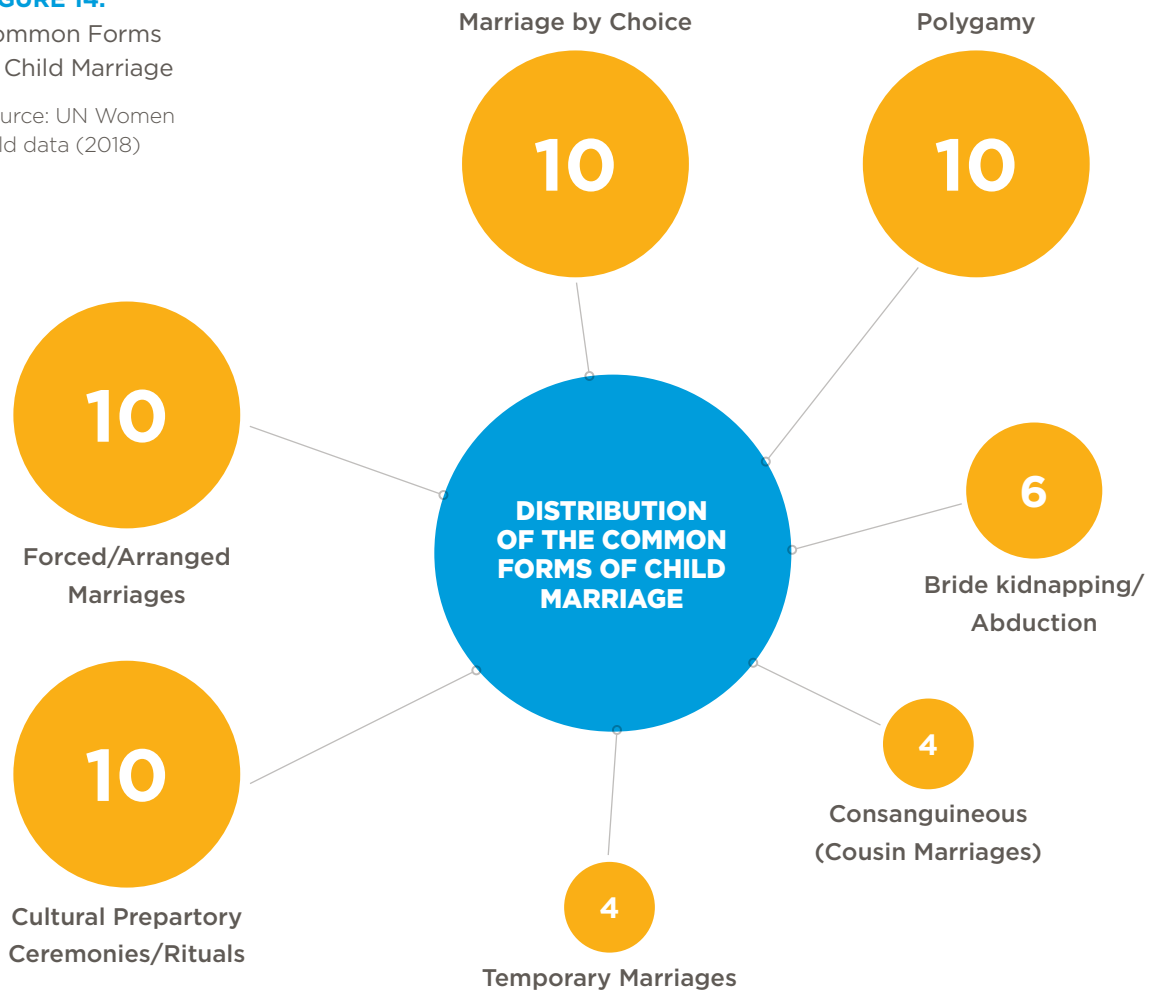 GURE 14:
ommon Forms
Child Marriage
urce: UN Women
ld data (2018)
Marriage by Choice
10
Polygamy
10
10
Forced/Arranged
Marriages
DISTRIBUTION
OF THE COMMON
FORMS OF CHILD
MARRIAGE
6
Bride kidnapping/
Abduction
10
Cultural Prepartory
Ceremonies/Rituals
4
Consanguineous
(Cousin Marriages)
4
Temporary Marriages